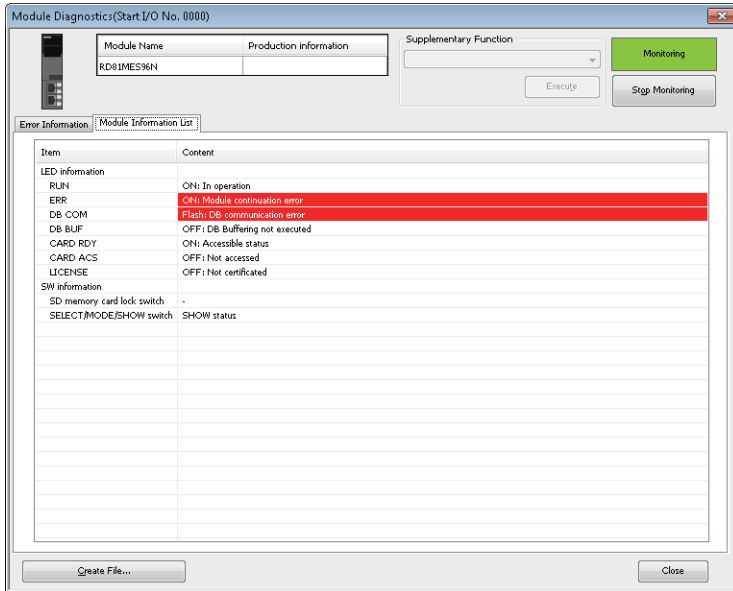 Module Diagnostics(Start I/O No. 0000)
Module Name Production information
RD81MES96N
Supplementary Function
Execute
Monitoring
Stop Monitoring
Error Information Module Information List
Item Content
LED information
RUN ON: In operation
ERR ON: Module continuation error
DB COM Flash: DB communication error
DB BUF OFF: DB Buffering not executed
CARD RDY ON: Accessible status
CARD ACS OFF: Not accessed
LICENSE OFF: Not certificated
SW information
SD memory card lock switch -
SELECT/MODE/SHOW switch SHOW status
Create File...
Close